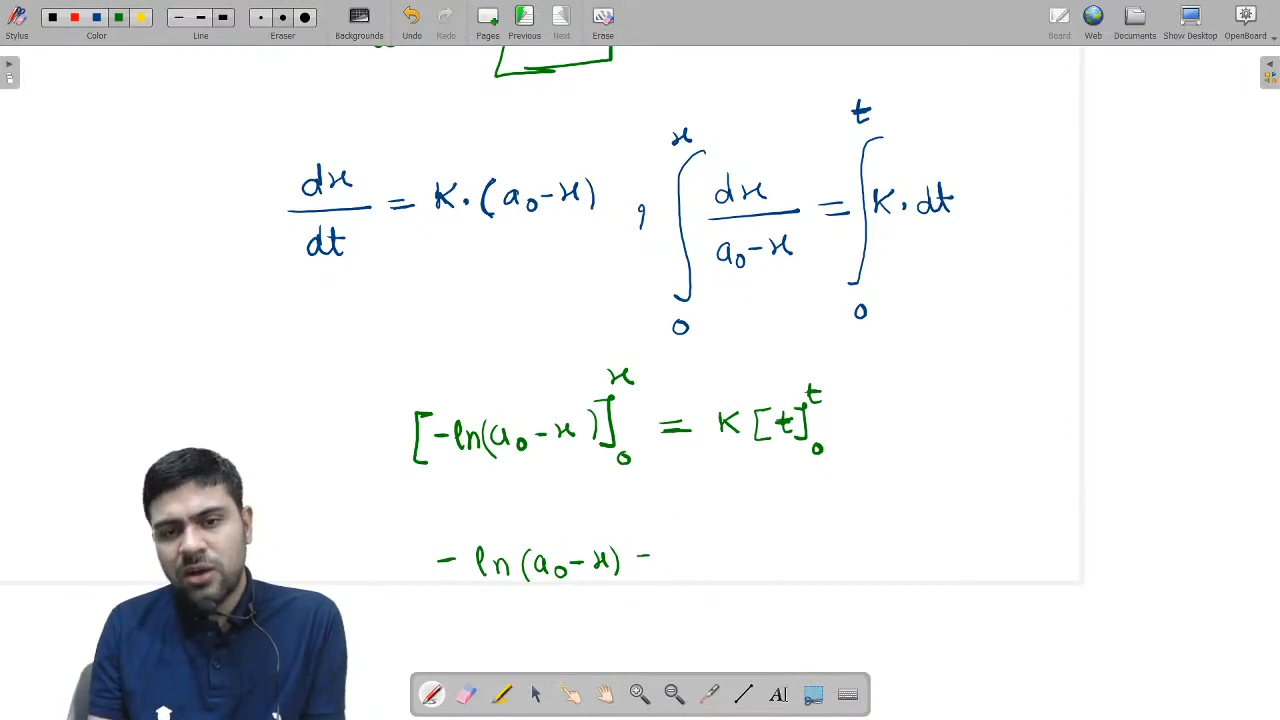 Stylus Color Line Eraser Backgrounds Undo Redo Pages Previous Next Erase Board Web Documents Show Desktop OpenBoard
dx/dt = K·(a₀-x) , ∫₀ˣ dx/(a₀-x) = ∫₀ᵗ K·dt
[-ln(a₀-x)]₀ˣ = K[t]₀ᵗ
- ln(a₀-x) -
AI